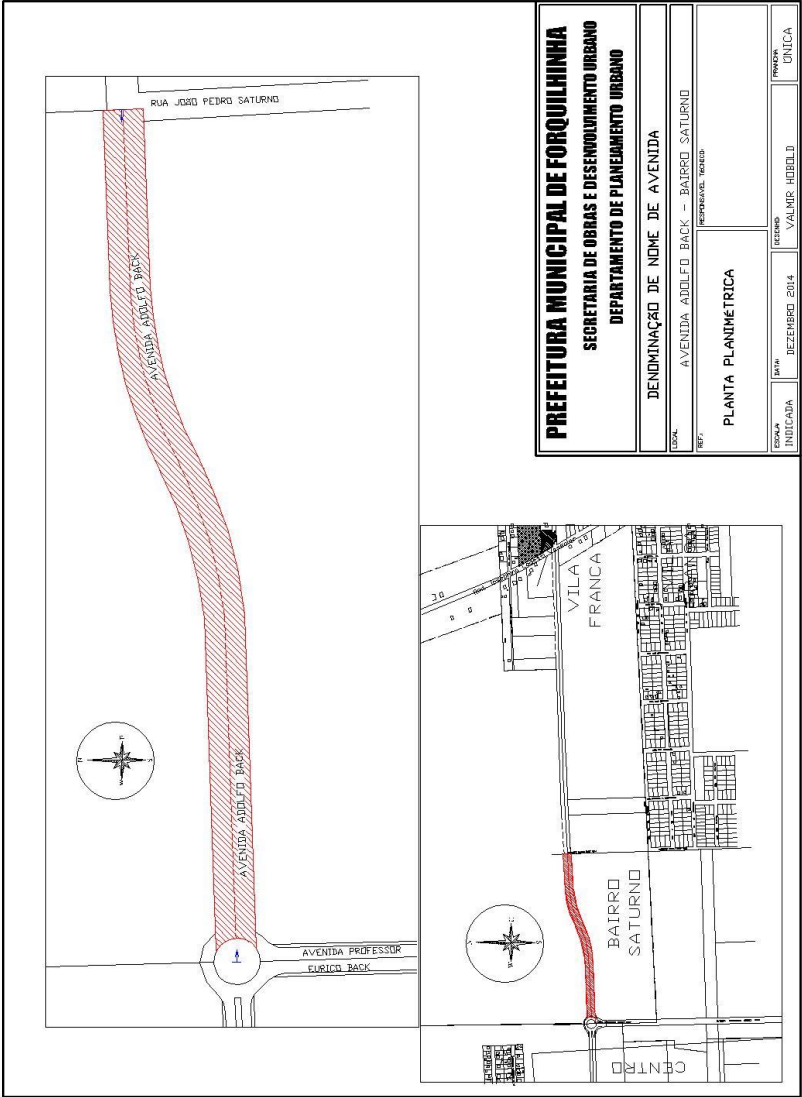 RUA JOÃO PEDRO SATURNO
AVENIDA ADOLFO BACK
AVENIDA ADOLFO BACK
AVENIDA PROFESSOR
EURICO BACK
N
S
W
VILA
FRANCA
BAIRRO
SATURNO
CENTRO
PREFEITURA MUNICIPAL DE FORQUILHINHA
SECRETARIA DE OBRAS E DESENVOLVIMENTO URBANO
DEPARTAMENTO DE PLANEJAMENTO URBANO
DENOMINAÇÃO DE NOME DE AVENIDA
LOCAL
AVENIDA ADOLFO BACK - BAIRRO SATURNO
REF.:
PLANTA PLANIMÉTRICA
RESPONSAVEL TECNICO:
ESCALA:
INDICADA
DATA:
DEZEMBRO 2014
DESENHO:
VALMIR HOBOLD
PRANCHA
ÚNICA